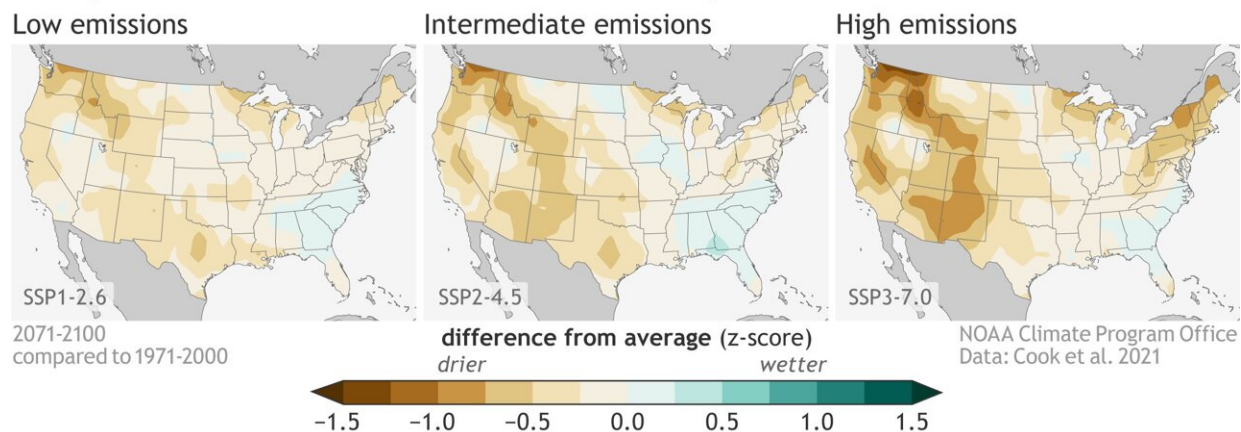 Low emissions
Intermediate emissions
High emissions
SSP1-2.6
SSP2-4.5
SSP3-7.0
2071-2100
compared to 1971-2000
difference from average (z-score)
drier
wetter
NOAA Climate Program Office
Data: Cook et al. 2021
−1.5 −1.0 −0.5 0.0 0.5 1.0 1.5